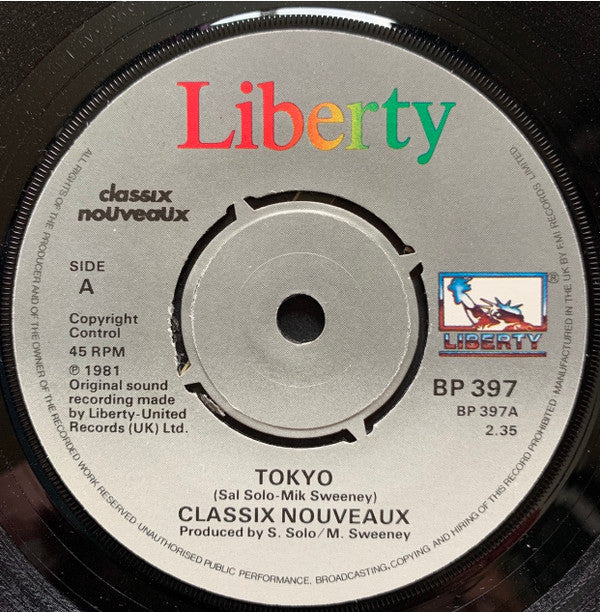 Liberty
classix
nouveaux
SIDE
A
Copyright
Control
45 RPM
℗ 1981
Original sound
recording made
by Liberty-United
Records (UK) Ltd.
®
LIBERTY
BP 397
BP 397A
2.35
TOKYO
(Sal Solo-Mik Sweeney)
CLASSIX NOUVEAUX
Produced by S. Solo/M. Sweeney
ALL RIGHTS OF THE PRODUCER AND OF THE OWNER OF THE RECORDED WORK RESERVED. UNAUTHORISED PUBLIC PERFORMANCE, BROADCASTING, COPYING AND HIRING OF THIS RECORD PROHIBITED. MANUFACTURED IN THE UK BY EMI RECORDS LIMITED